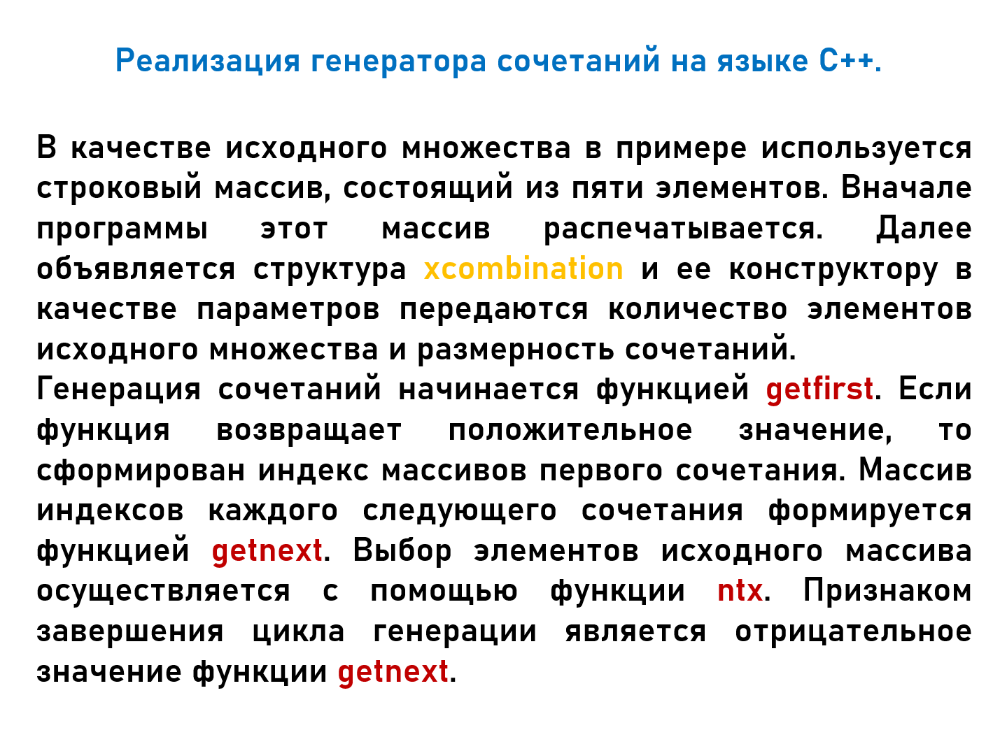 Реализация генератора сочетаний на языке C++.
В качестве исходного множества в примере используется
строковый массив, состоящий из пяти элементов. Вначале
программы этот массив распечатывается. Далее
объявляется структура xcombination и ее конструктору в
качестве параметров передаются количество элементов
исходного множества и размерность сочетаний.
Генерация сочетаний начинается функцией getfirst. Если
функция возвращает положительное значение, то
сформирован индекс массивов первого сочетания. Массив
индексов каждого следующего сочетания формируется
функцией getnext. Выбор элементов исходного массива
осуществляется с помощью функции ntx. Признаком
завершения цикла генерации является отрицательное
значение функции getnext.